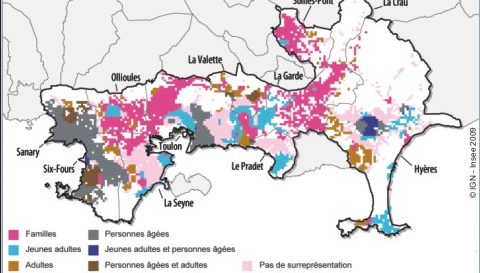 Solliès-Pont
La Crau
La Valette
Ollioules
La Garde
Toulon
Sanary
Six-Fours
Le Pradet
Hyères
La Seyne
© IGN - Insee 2009
Familles
Personnes âgées
Jeunes adultes
Jeunes adultes et personnes âgées
Adultes
Personnes âgées et adultes
Pas de surreprésentation